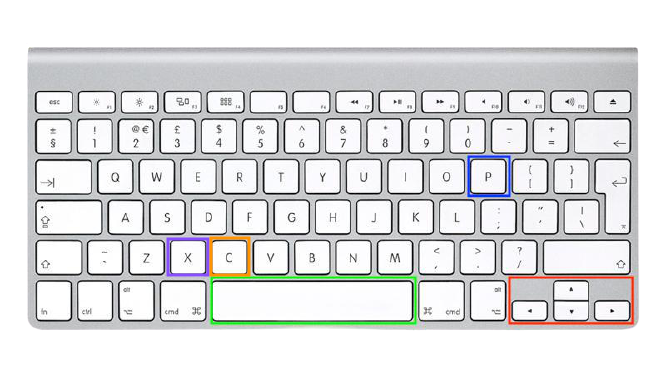 esc F1 F2 F3 F4 F5 F6 F7 F8 F9 F10 F11 F12
± § ! 1 @ € 2 £ 3 $ 4 % 5 ^ 6 & 7 * 8 ( 9 ) 0 - - + = ←
→| Q W E R T Y U I O P { [ } ]
A S D F G H J K L : ; " ' | \
~ ` Z X C V B N M < , > . ? /
fn ctrl alt ⌥ cmd ⌘ ⌘ cmd alt ⌥ ◄ ▲ ▼ ►